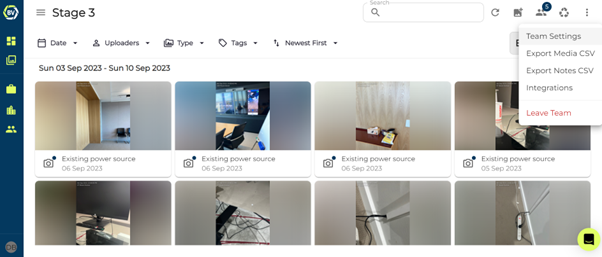 BV
Stage 3
Search
5
Date
Uploaders
Type
Tags
Newest First
Team Settings
Export Media CSV
Export Notes CSV
Integrations
Leave Team
Sun 03 Sep 2023 - Sun 10 Sep 2023
Existing power source
06 Sep 2023
Existing power source
06 Sep 2023
Existing power source
06 Sep 2023
Existing power source
05 Sep 2023